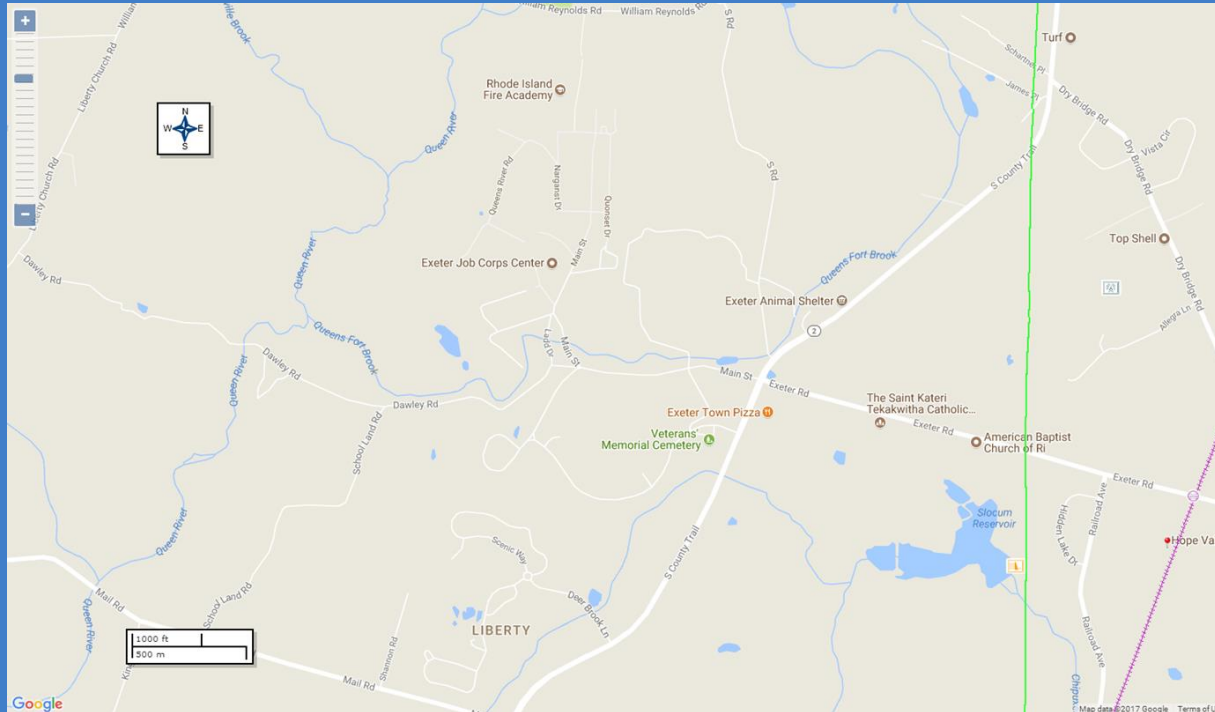 William Reynolds Rd
William Reynolds Rd
S Rd
Turf
Schartner Pl
James Pl
Dry Bridge Rd
Liberty Church Rd
Rhode Island
Fire Academy
N
W
E
S
Queen River
Vista Cir
Dry Bridge Rd
S County Trail
S Rd
Queens River Rd
Narganset Dr
Quonset Dr
Liberty Church Rd
Main St
Top Shell
Exeter Job Corps Center
Queen River
Queens Fort Brook
Dawley Rd
Dry Bridge Rd
Exeter Animal Shelter
Allegra Ln
2
Queens Fort Brook
Ladd Dr
Main St
Dawley Rd
Queen River
Main St
Exeter Rd
Dawley Rd
The Saint Kateri
Tekakwitha Catholic...
Exeter Town Pizza
Exeter Rd
School Land Rd
Veterans'
Memorial Cemetery
American Baptist
Church of Ri
Exeter Rd
Railroad Ave
Slocum
Reservoir
Hidden Lake Dr
Queen River
Scenic Way
S County Trail
Hope Va
School Land Rd
Mail Rd
Queen River
Deer Brook Ln
LIBERTY
1000 ft
500 m
Shannon Rd
Railroad Ave
Mail Rd
Google
Map data ©2017 Google
Terms of U